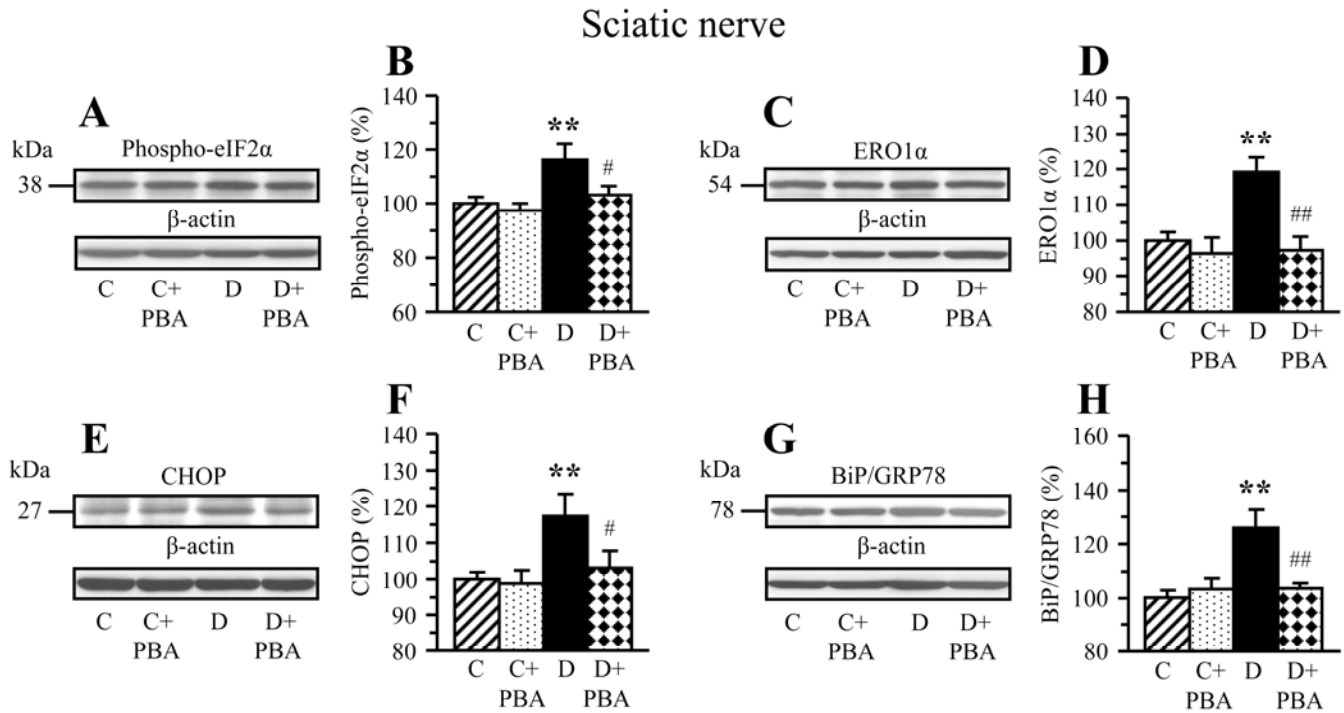 Sciatic nerve
A
kDa
Phospho-eIF2α
38
β-actin
C C+ D D+
PBA PBA
B
Phospho-eIF2α (%)
140
120
100
80
60
**
#
C C+ D D+
PBA PBA
C
kDa
ERO1α
54
β-actin
C C+ D D+
PBA PBA
D
ERO1α (%)
140
130
120
110
100
90
80
**
##
C C+ D D+
PBA PBA
E
kDa
CHOP
27
β-actin
C C+ D D+
PBA PBA
F
CHOP (%)
140
130
120
110
100
90
80
**
#
C C+ D D+
PBA PBA
G
kDa
BiP/GRP78
78
β-actin
C C+ D D+
PBA PBA
H
BiP/GRP78 (%)
160
140
120
100
80
**
##
C C+ D D+
PBA PBA